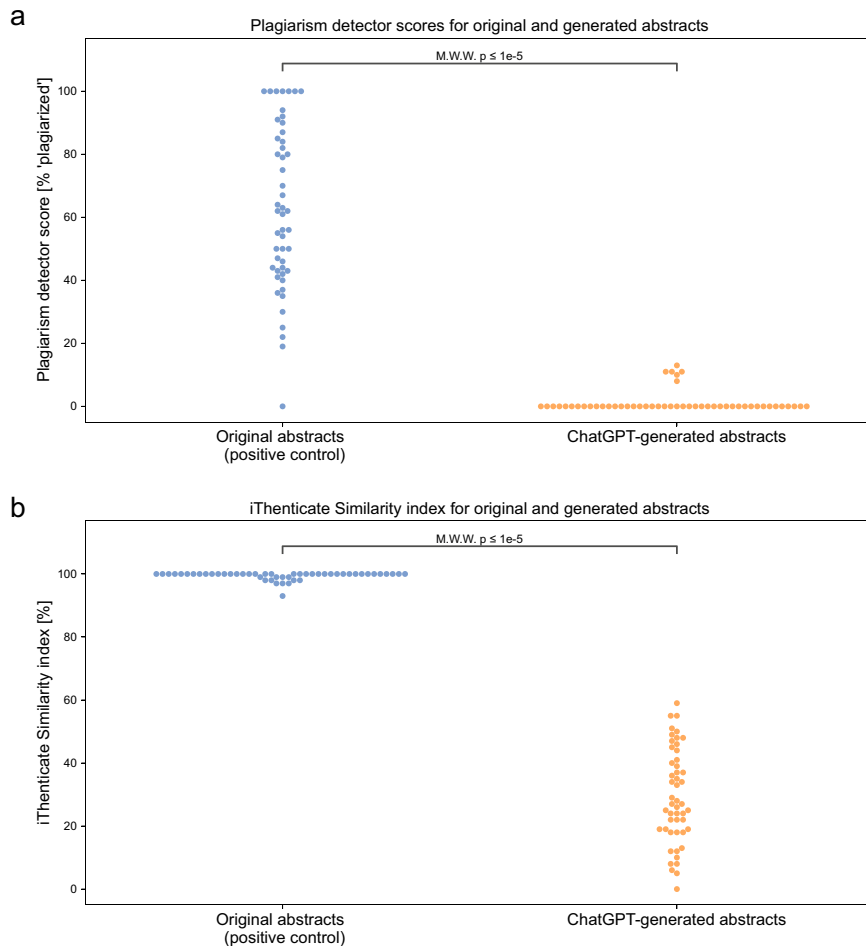 a
Plagiarism detector scores for original and generated abstracts
M.W.W. p ≤ 1e-5
Plagiarism detector score [% 'plagiarized']
100
80
60
40
20
0
Original abstracts
(positive control)
ChatGPT-generated abstracts
b
iThenticate Similarity index for original and generated abstracts
M.W.W. p ≤ 1e-5
iThenticate Similarity index [%]
100
80
60
40
20
0
Original abstracts
(positive control)
ChatGPT-generated abstracts